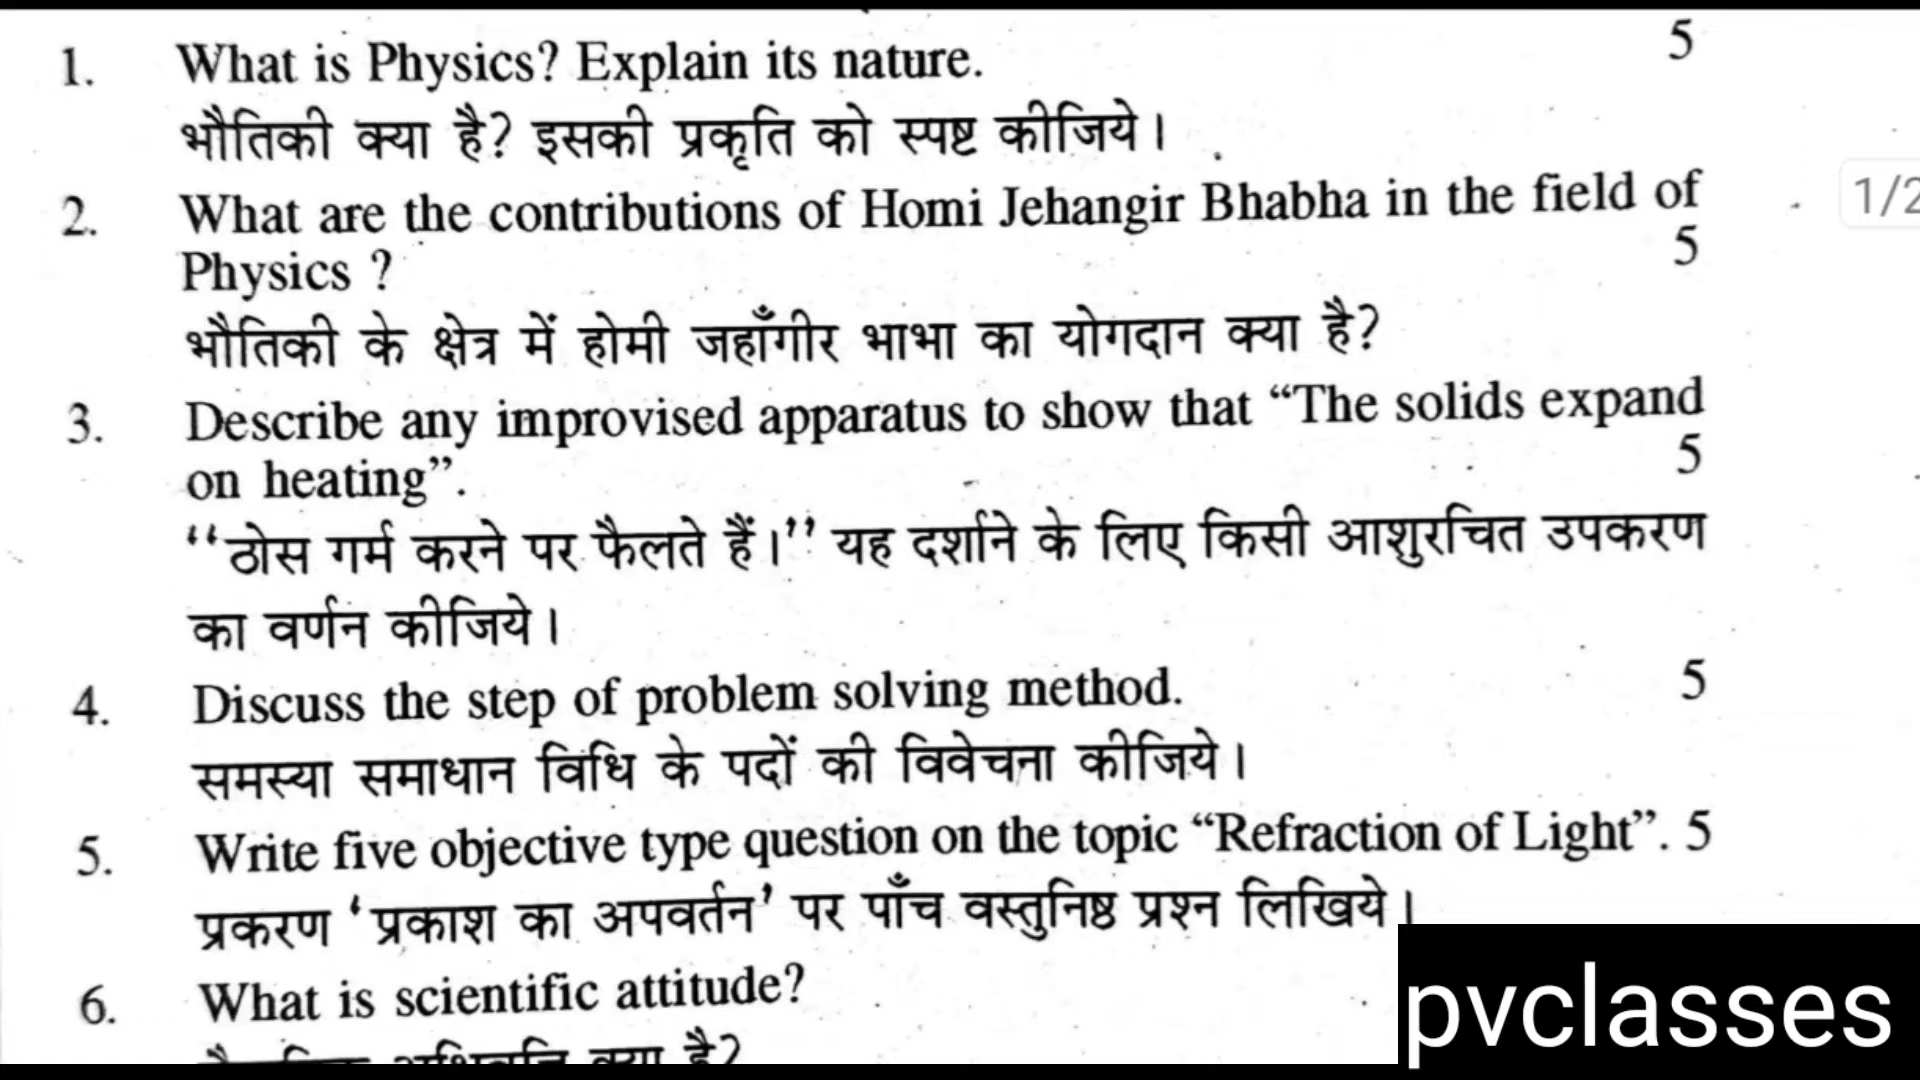 1. What is Physics? Explain its nature. 5
भौतिकी क्या है? इसकी प्रकृति को स्पष्ट कीजिये।
2. What are the contributions of Homi Jehangir Bhabha in the field of
Physics ? 5
भौतिकी के क्षेत्र में होमी जहाँगीर भाभा का योगदान क्या है?
3. Describe any improvised apparatus to show that “The solids expand
on heating”. 5
‘‘ठोस गर्म करने पर फैलते हैं।’’ यह दर्शाने के लिए किसी आशुरचित उपकरण
का वर्णन कीजिये।
4. Discuss the step of problem solving method. 5
समस्या समाधान विधि के पदों की विवेचना कीजिये।
5. Write five objective type question on the topic “Refraction of Light”. 5
प्रकरण ‘प्रकाश का अपवर्तन’ पर पाँच वस्तुनिष्ठ प्रश्न लिखिये।
6. What is scientific attitude?
क्या है?
1/2
pvclasses